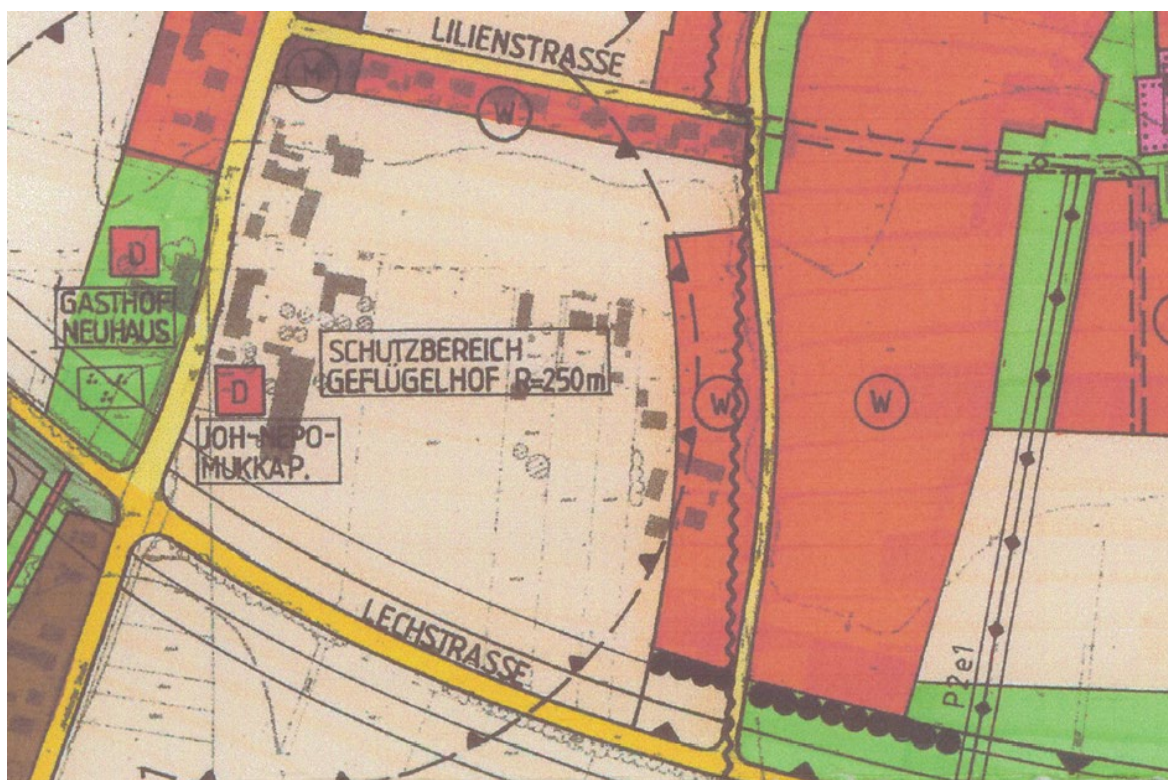 LILIENSTRASSE
M
W
D
GASTHOF
NEUHAUS
SCHUTZBEREICH
GEFLÜGELHOF R=250m
D
W
W
JOH-NEPO-
MUKKAP.
LECHSTRASSE
P2e1